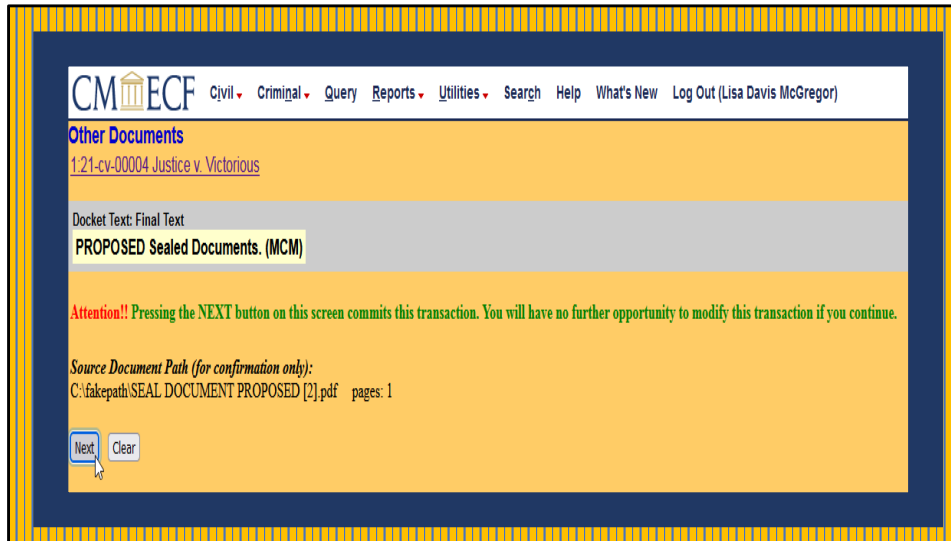 CM ECF Civil Criminal Query Reports Utilities Search Help What's New Log Out (Lisa Davis McGregor)
Other Documents
1:21-cv-00004 Justice v. Victorious
Docket Text: Final Text
PROPOSED Sealed Documents. (MCM)
Attention!! Pressing the NEXT button on this screen commits this transaction. You will have no further opportunity to modify this transaction if you continue.
Source Document Path (for confirmation only):
C:\fakepath\SEAL DOCUMENT PROPOSED [2].pdf pages: 1
Next Clear